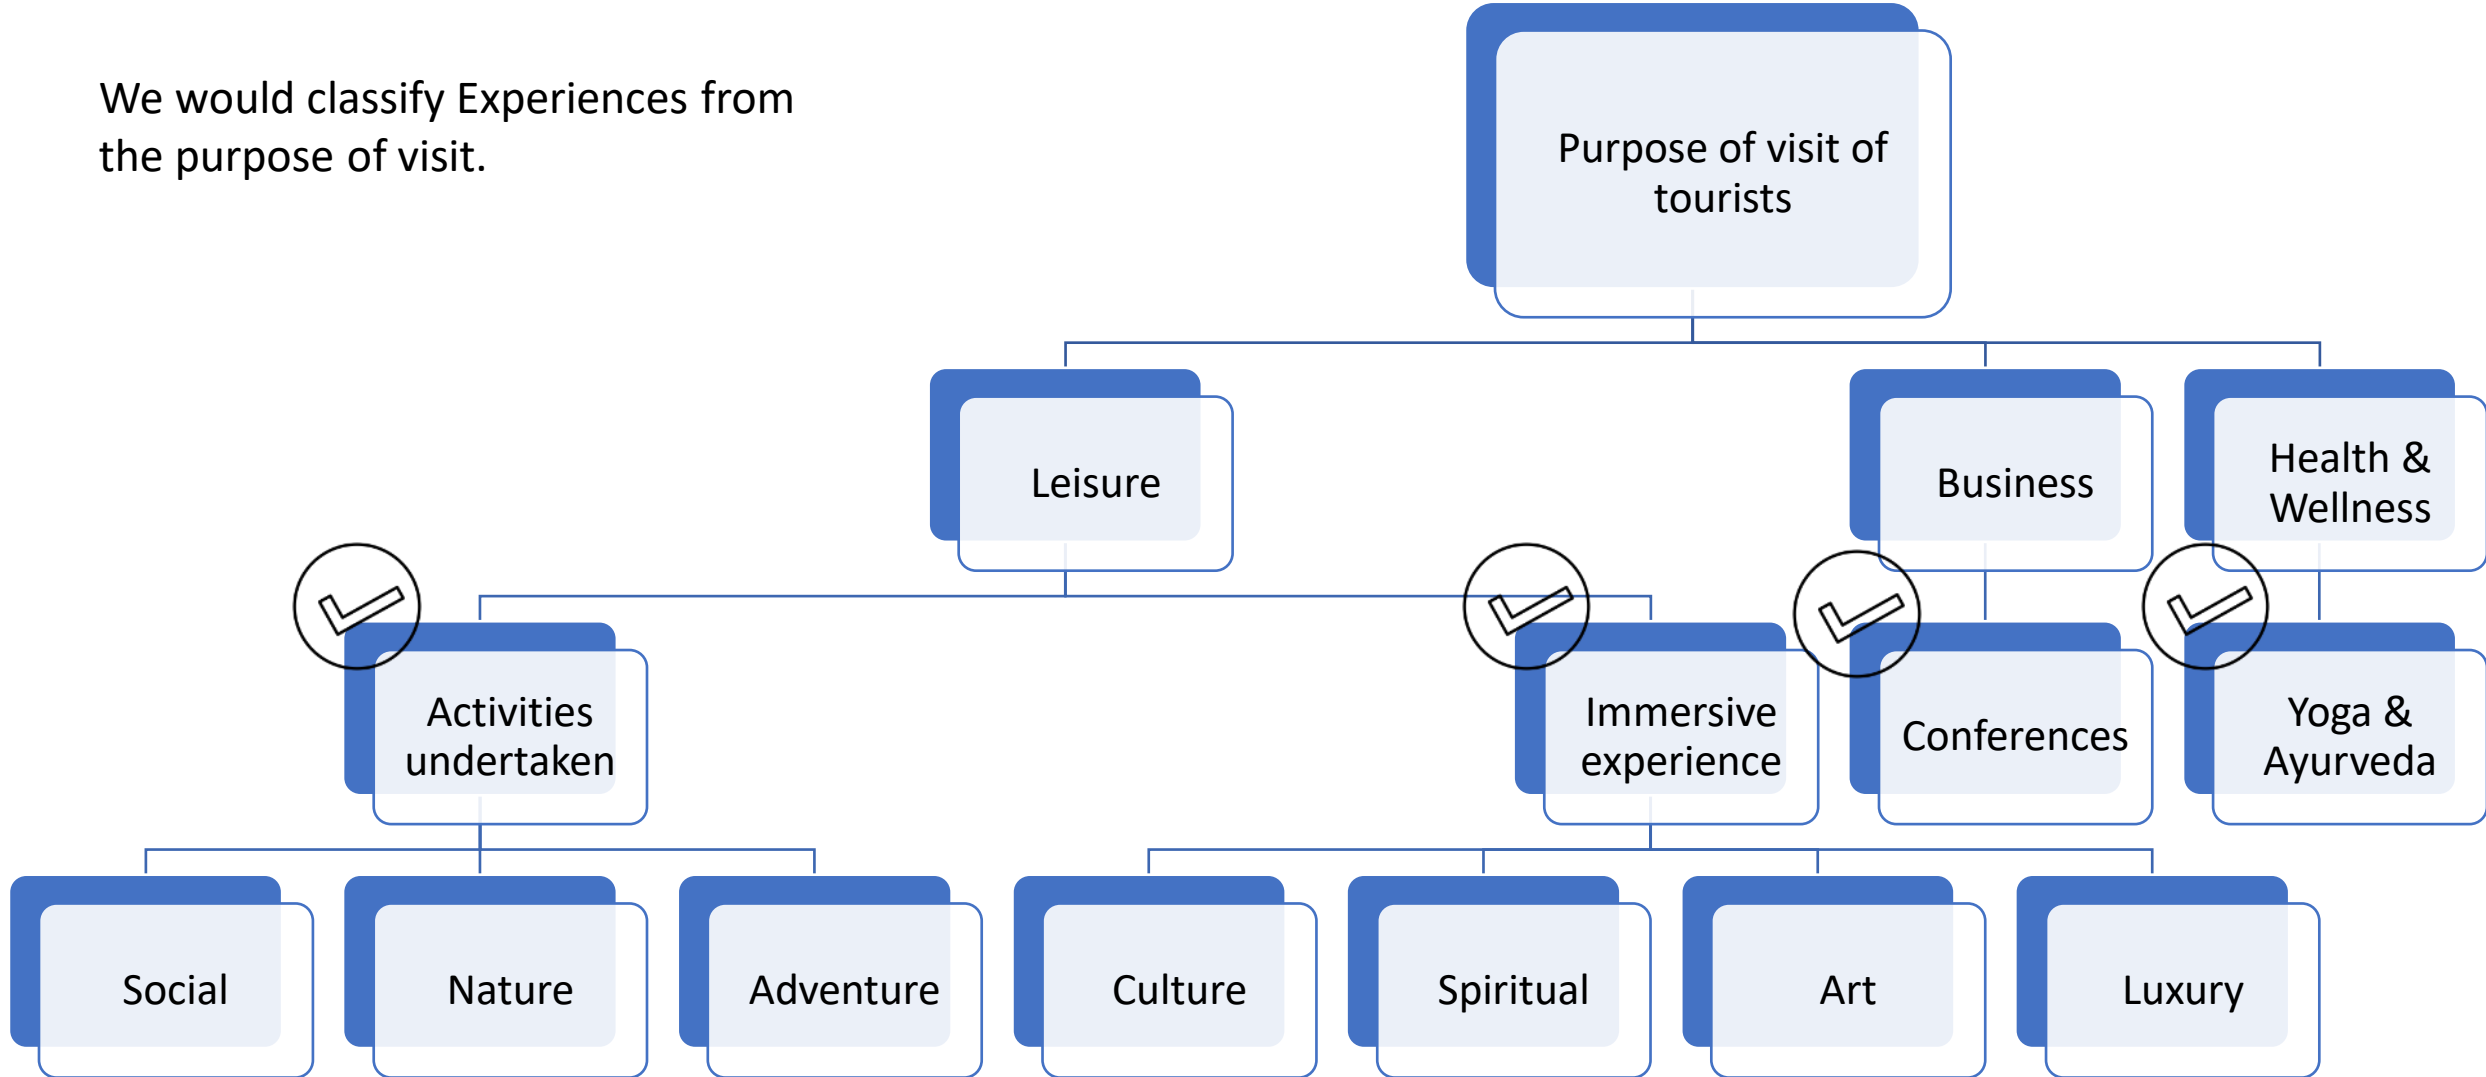 We would classify Experiences from
the purpose of visit.
Purpose of visit of
tourists
Leisure
Business
Health &
Wellness
Activities
undertaken
Immersive
experience
Conferences
Yoga &
Ayurveda
Social
Nature
Adventure
Culture
Spiritual
Art
Luxury